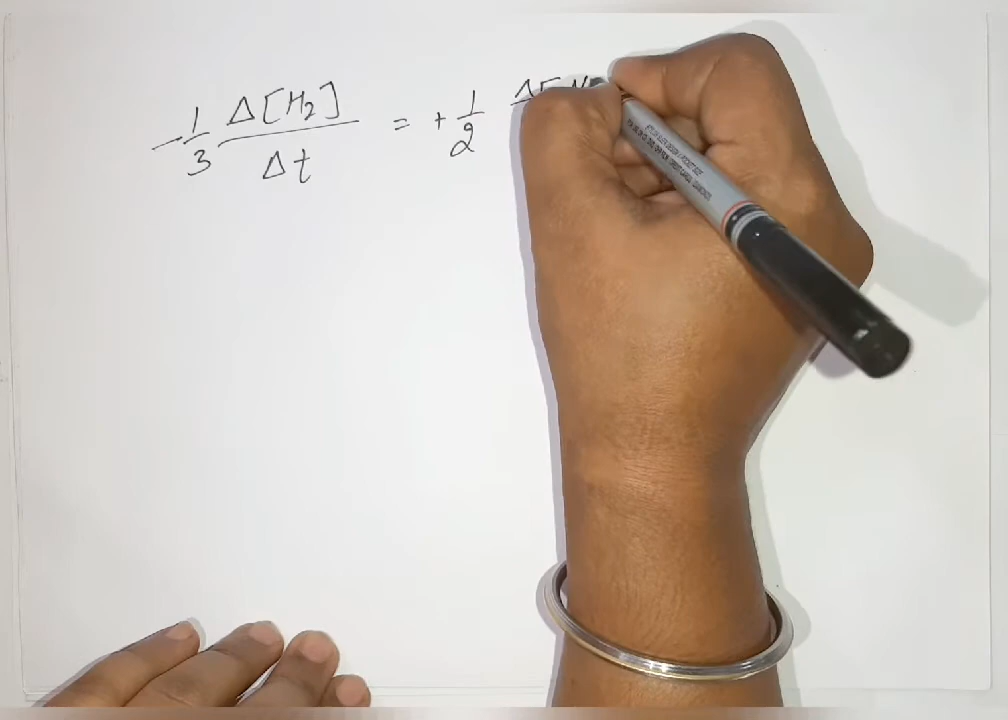 -1/3 Δ[H₂]/Δt = +1/2 Δ[N